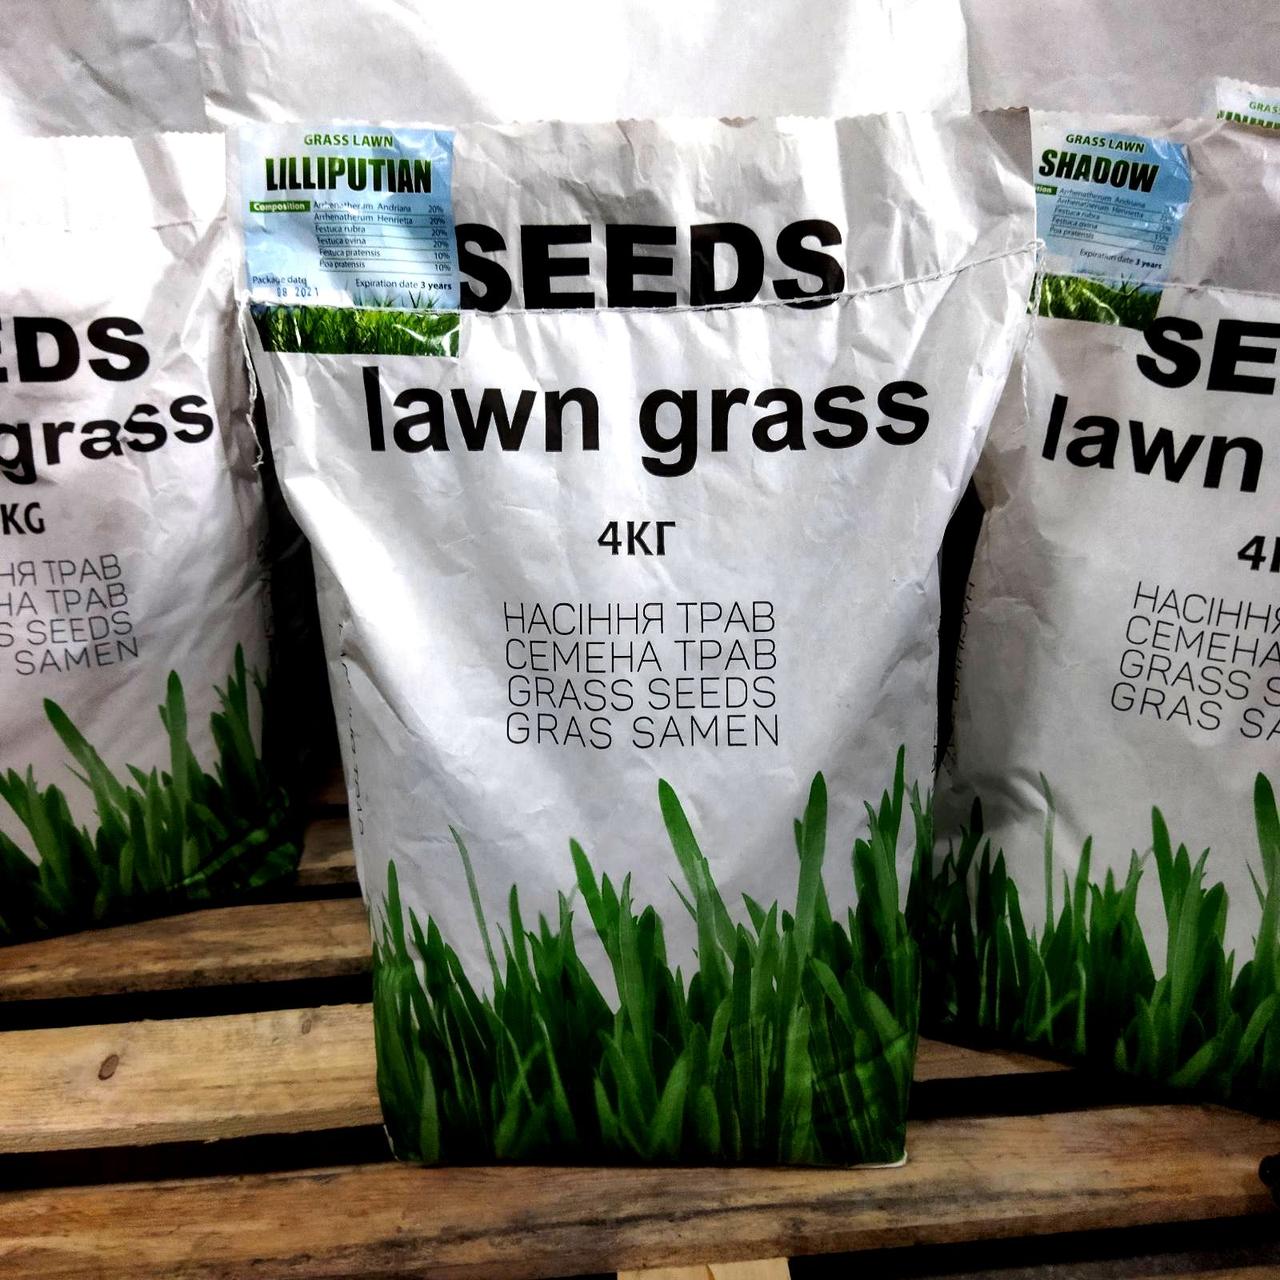 GRASS LAWN
LILLIPUTIAN
Composition
Arrhenatherum Andriana 20%
Arrhenatherum Henrietta 20%
Festuca rubra 20%
Festuca ovina 20%
Festuca pratensis 10%
Poa pratensis 10%
Package date
08 2021
Expiration date 3 years
SEEDS
lawn grass
4КГ
НАСІННЯ ТРАВ
СЕМЕНА ТРАВ
GRASS SEEDS
GRAS SAMEN
EDS
grass
KG
НЯ ТРАВ
НА ТРАВ
S SEEDS
SAMEN
GRASS LAWN
SHADOW
Arrhenatherum Andriana
Arrhenatherum Henrietta
Festuca rubra
Festuca ovina 15%
Poa pratensis 10%
Expiration date 3 years
SE
lawn
НАСІННЯ
СЕМЕНА
GRASS S
GRAS SA
GRASS